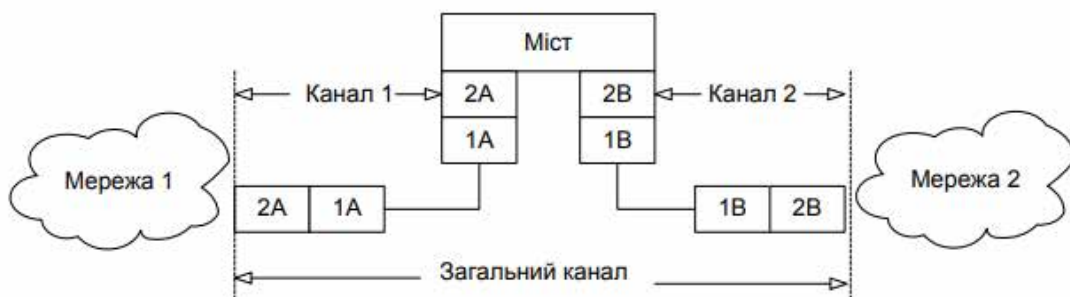 Міст
Канал 1
2A
2B
Канал 2
1A
1B
Мережа 1
Мережа 2
2A
1A
1B
2B
Загальний канал